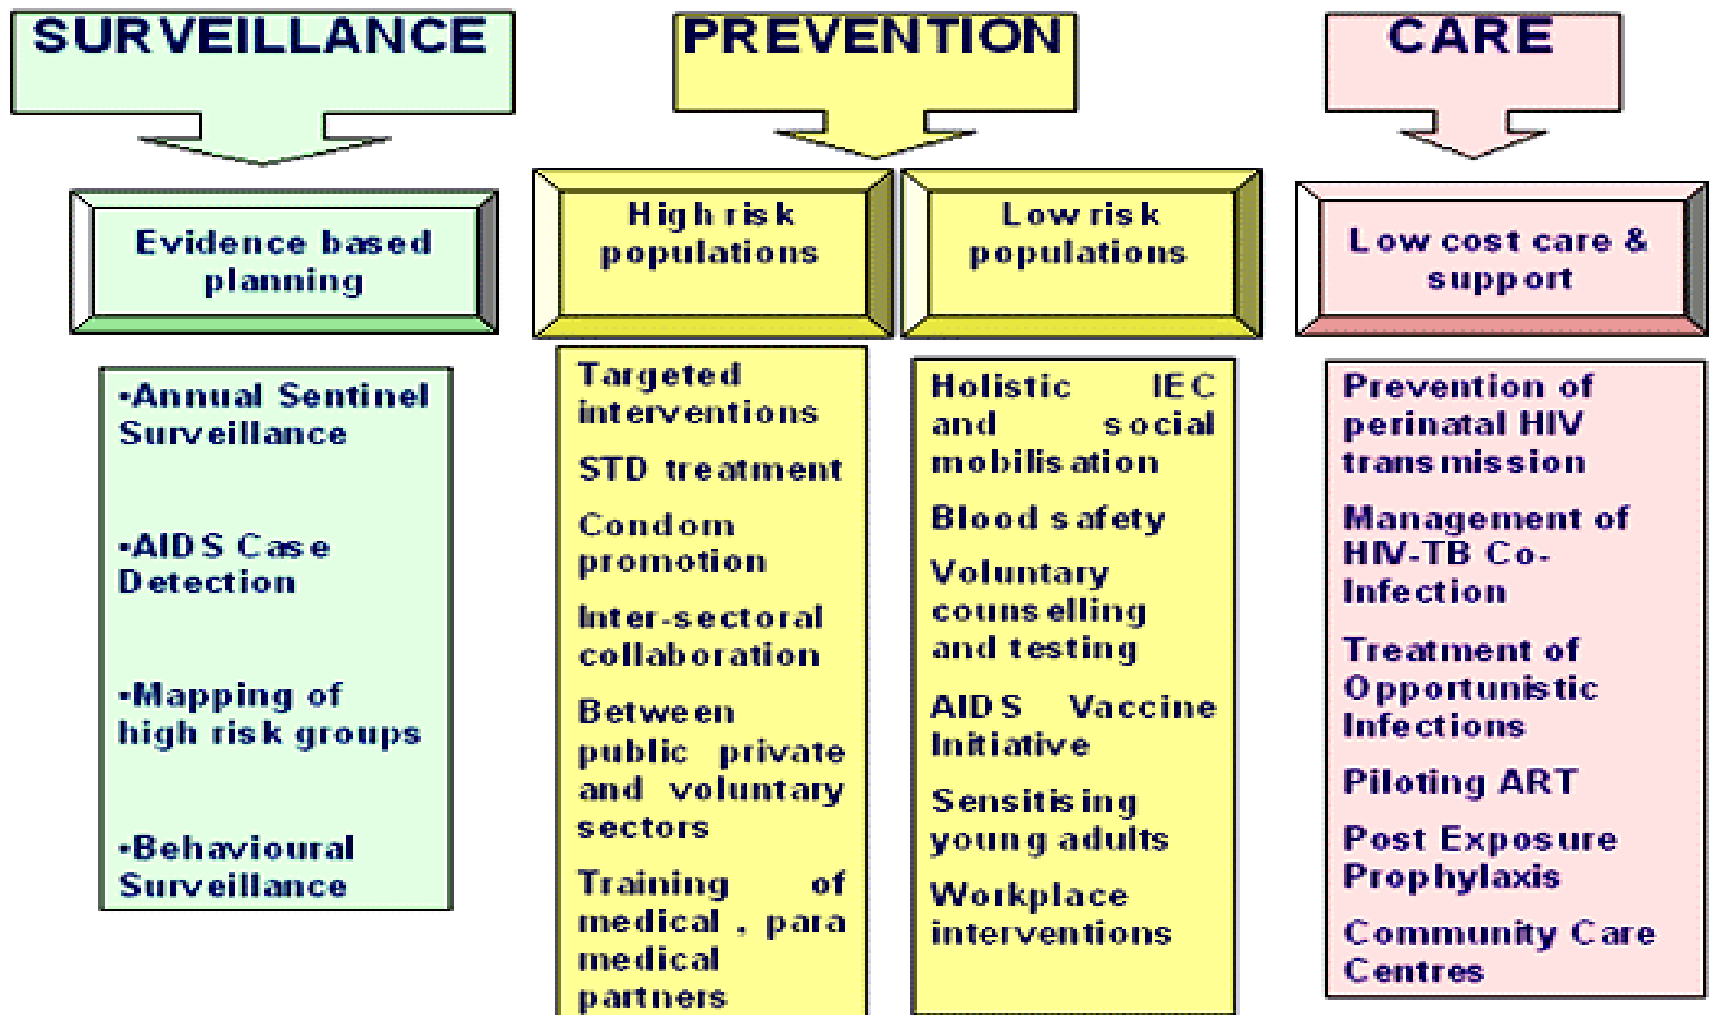 SURVEILLANCE
Evidence based
planning
•Annual Sentinel
Surveillance
•AIDS Case
Detection
•Mapping of
high risk groups
•Behavioural
Surveillance
PREVENTION
High risk
populations
Targeted
interventions
STD treatment
Condom
promotion
Inter-sectoral
collaboration
Between
public private
and voluntary
sectors
Training of
medical , para
medical
partners
Low risk
populations
Holistic IEC
and social
mobilisation
Blood safety
Voluntary
counselling
and testing
AIDS Vaccine
Initiative
Sensitising
young adults
Workplace
interventions
CARE
Low cost care &
support
Prevention of
perinatal HIV
transmission
Management of
HIV-TB Co-
Infection
Treatment of
Opportunistic
Infections
Piloting ART
Post Exposure
Prophylaxis
Community Care
Centres